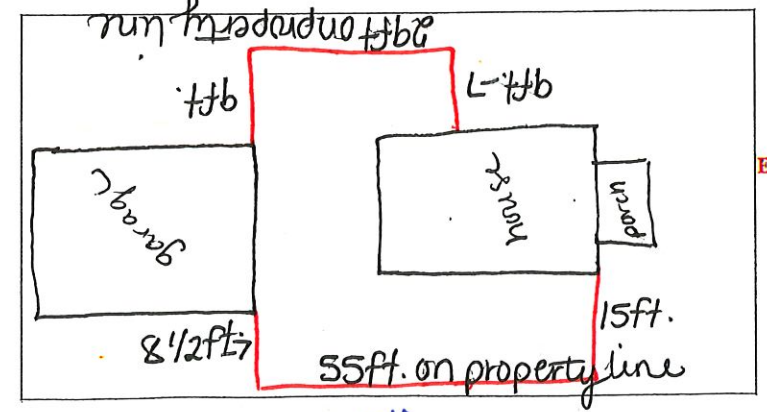 29ft on property line
9ft.
9ft.-7
garage
house
porch
8 1/2ft
15ft.
55ft. on property line
E